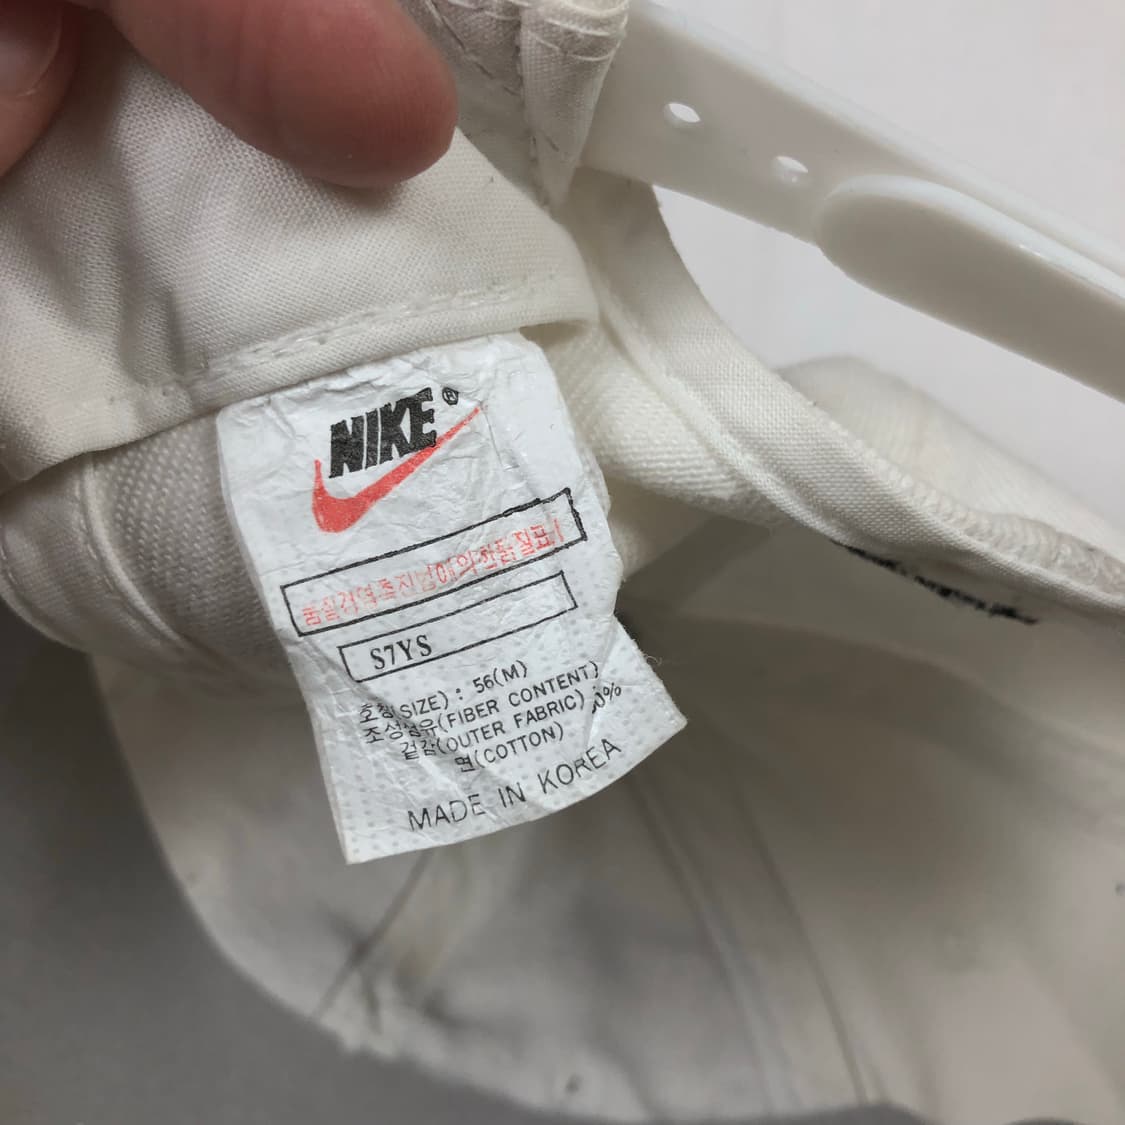 NIKE®
S7YS
호칭(SIZE) : 56(M)
조성섬유(FIBER CONTENT)
겉감(OUTER FABRIC)
면(COTTON)
MADE IN KOREA